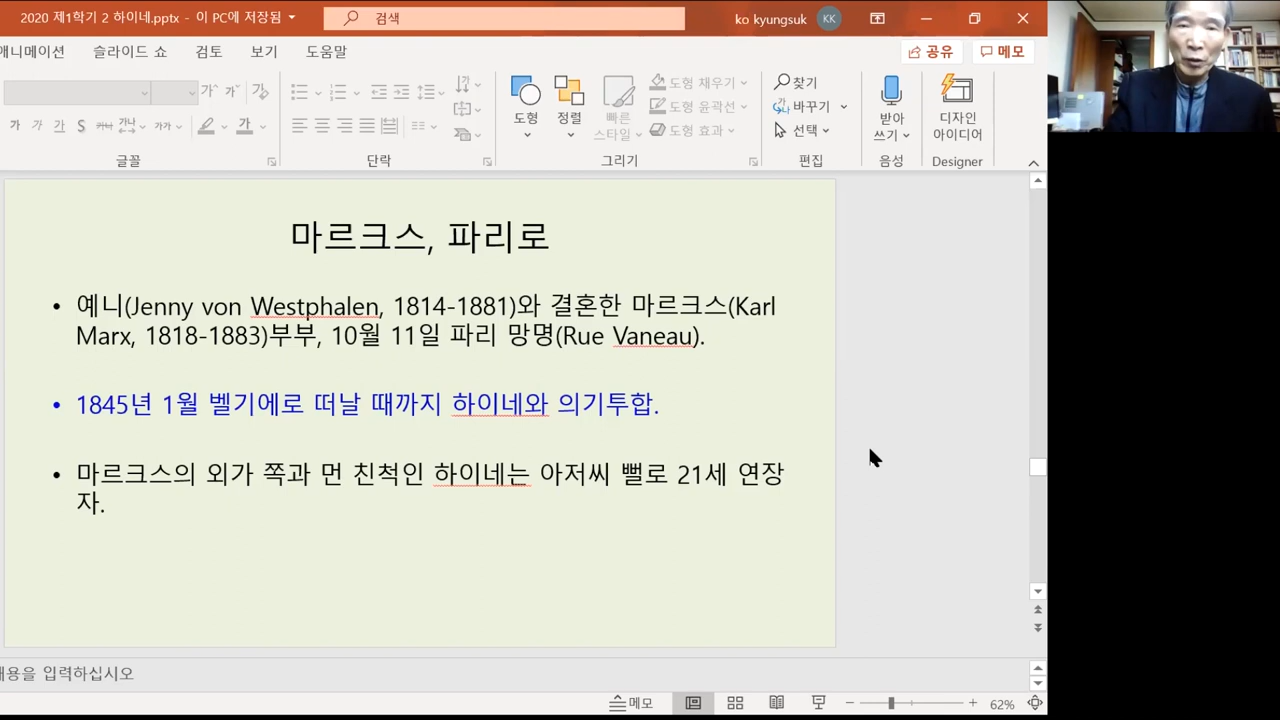 2020 제1학기 2 하이네.pptx - 이 PC에 저장됨
검색
ko kyungsuk KK
애니메이션 슬라이드 쇼 검토 보기 도움말 공유 메모
도형 정렬 빠른 스타일 도형 채우기 도형 윤곽선 도형 효과
찾기 바꾸기 선택
받아쓰기 디자인 아이디어
글꼴 단락 그리기 편집 음성 Designer
마르크스, 파리로
• 예니(Jenny von Westphalen, 1814-1881)와 결혼한 마르크스(Karl
Marx, 1818-1883)부부, 10월 11일 파리 망명(Rue Vaneau).
• 1845년 1월 벨기에로 떠날 때까지 하이네와 의기투합.
• 마르크스의 외가 쪽과 먼 친척인 하이네는 아저씨 뻘로 21세 연장
자.
내용을 입력하십시오
메모 62%